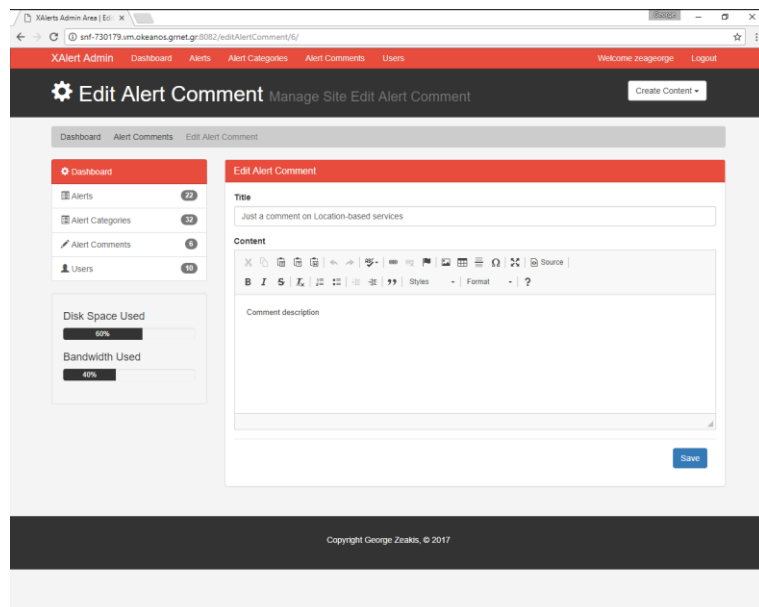 XAlerts Admin Area | Edi
George
snf-730179.vm.okeanos.grnet.gr:8082/editAlertComment/6/
XAlert Admin Dashboard Alerts Alert Categories Alert Comments Users Welcome zeageorge Logout
Edit Alert Comment Manage Site Edit Alert Comment Create Content
Dashboard Alert Comments Edit Alert Comment
Dashboard
Alerts 22
Alert Categories 32
Alert Comments 6
Users 10
Disk Space Used
60%
Bandwidth Used
40%
Edit Alert Comment
Title
Just a comment on Location-based services
Content
Source
B I S Ix Styles Format ?
Comment description
Save
Copyright George Zeakis, © 2017